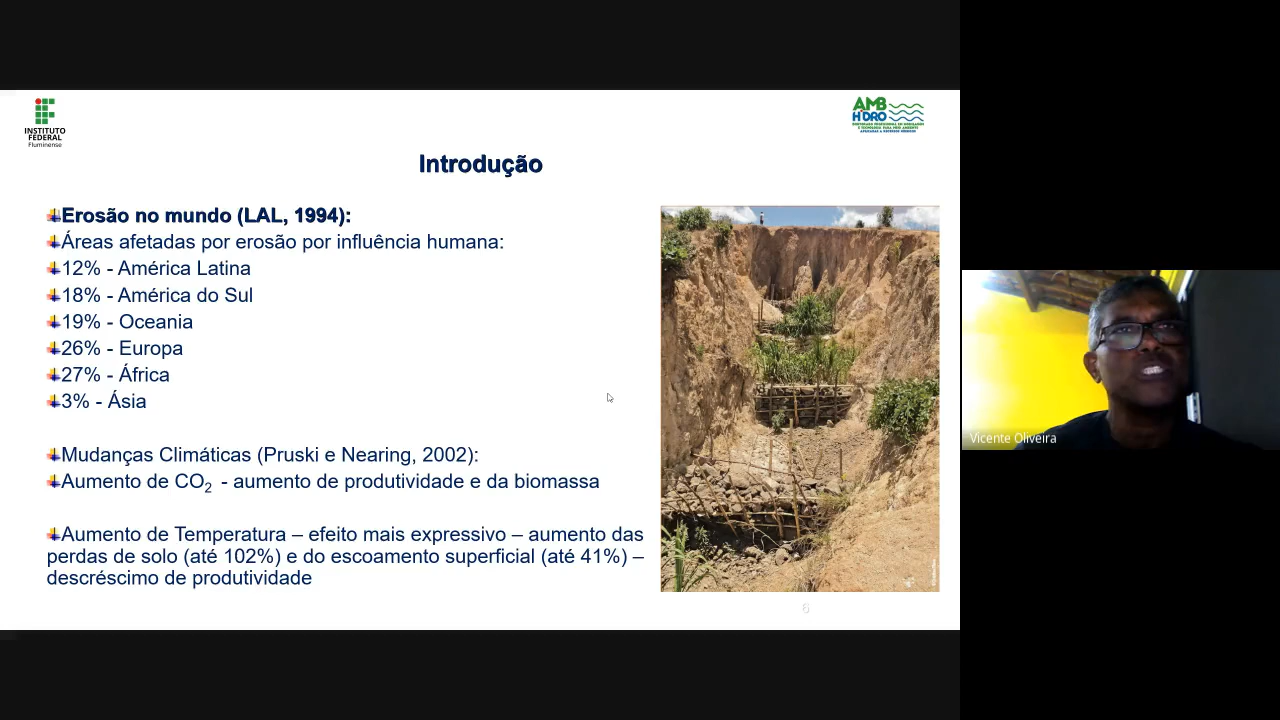 INSTITUTO
FEDERAL
Fluminense
AMB
HIDRO
Introdução
Erosão no mundo (LAL, 1994):
Áreas afetadas por erosão por influência humana:
12% - América Latina
18% - América do Sul
19% - Oceania
26% - Europa
27% - África
3% - Ásia
Mudanças Climáticas (Pruski e Nearing, 2002):
Aumento de CO₂ - aumento de produtividade e da biomassa
Aumento de Temperatura – efeito mais expressivo – aumento das
perdas de solo (até 102%) e do escoamento superficial (até 41%) –
descréscimo de produtividade
6
Vicente Oliveira